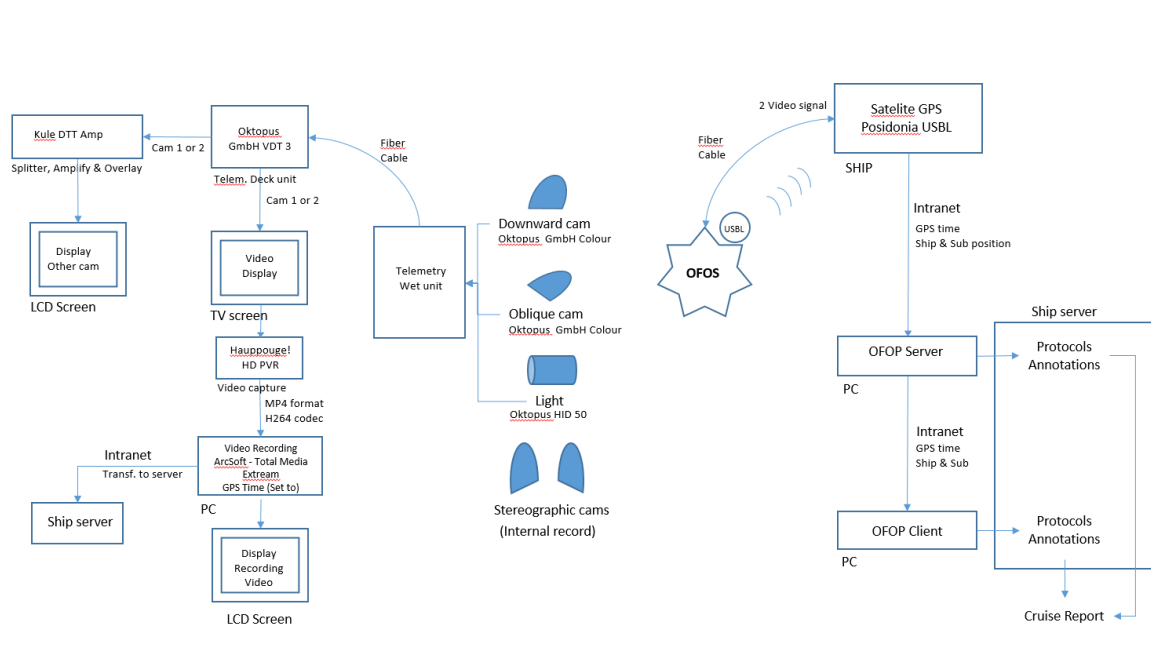 Kule DTT Amp
Splitter, Amplify & Overlay
Cam 1 or 2
Oktopus
GmbH VDT 3
Telem. Deck unit
Cam 1 or 2
Display
Other cam
LCD Screen
Video
Display
TV screen
Hauppouge!
HD PVR
Video capture
MP4 format
H264 codec
Video Recording
ArcSoft - Total Media
Extream
GPS Time (Set to)
PC
Intranet
Transf. to server
Ship server
Display
Recording
Video
LCD Screen
Fiber
Cable
Telemetry
Wet unit
Downward cam
Oktopus GmbH Colour
Oblique cam
Oktopus GmbH Colour
Light
Oktopus HID 50
Stereographic cams
(Internal record)
2 Video signal
Fiber
Cable
Satelite GPS
Posidonia USBL
SHIP
USBL
OFOS
Intranet
GPS time
Ship & Sub position
OFOP Server
PC
Intranet
GPS time
Ship & Sub
OFOP Client
PC
Ship server
Protocols
Annotations
Protocols
Annotations
Cruise Report